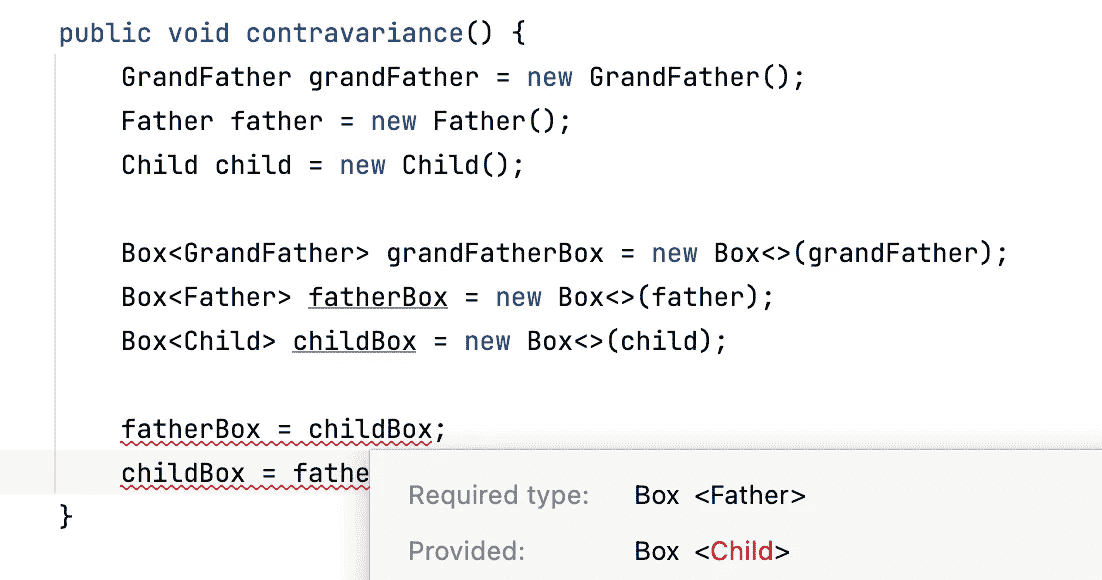 public void contravariance() {
GrandFather grandFather = new GrandFather();
Father father = new Father();
Child child = new Child();
Box<GrandFather> grandFatherBox = new Box<>(grandFather);
Box<Father> fatherBox = new Box<>(father);
Box<Child> childBox = new Box<>(child);
fatherBox = childBox;
childBox = fathe
}
Required type: Box <Father>
Provided: Box <Child>